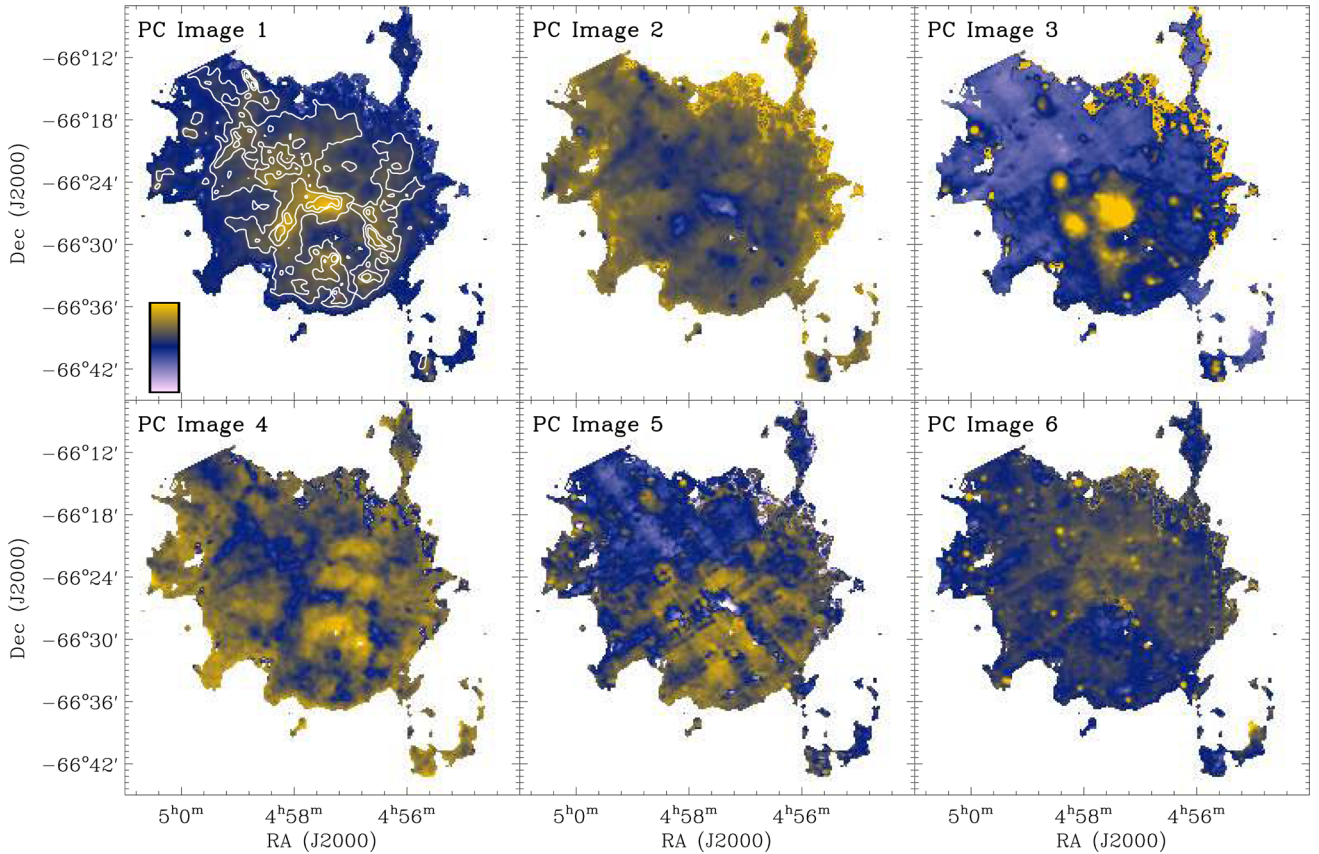 PC Image 1
PC Image 2
PC Image 3
−66°12′
−66°18′
−66°24′
−66°30′
−66°36′
−66°42′
Dec (J2000)
PC Image 4
PC Image 5
PC Image 6
−66°12′
−66°18′
−66°24′
−66°30′
−66°36′
−66°42′
Dec (J2000)
5ʰ0ᵐ 4ʰ58ᵐ 4ʰ56ᵐ
5ʰ0ᵐ 4ʰ58ᵐ 4ʰ56ᵐ
5ʰ0ᵐ 4ʰ58ᵐ 4ʰ56ᵐ
RA (J2000)
RA (J2000)
RA (J2000)